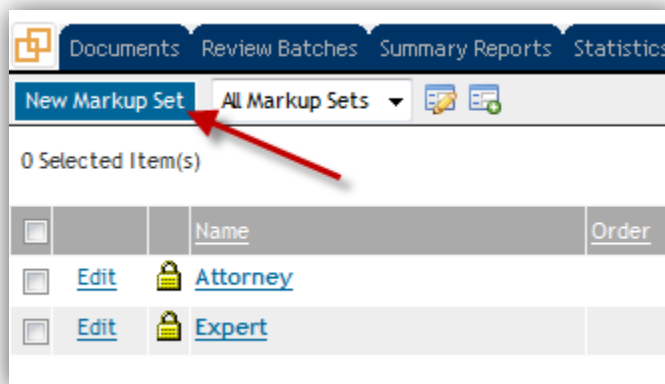 Documents Review Batches Summary Reports Statistics
New Markup Set All Markup Sets
0 Selected Item(s)
Name Order
Edit Attorney
Edit Expert